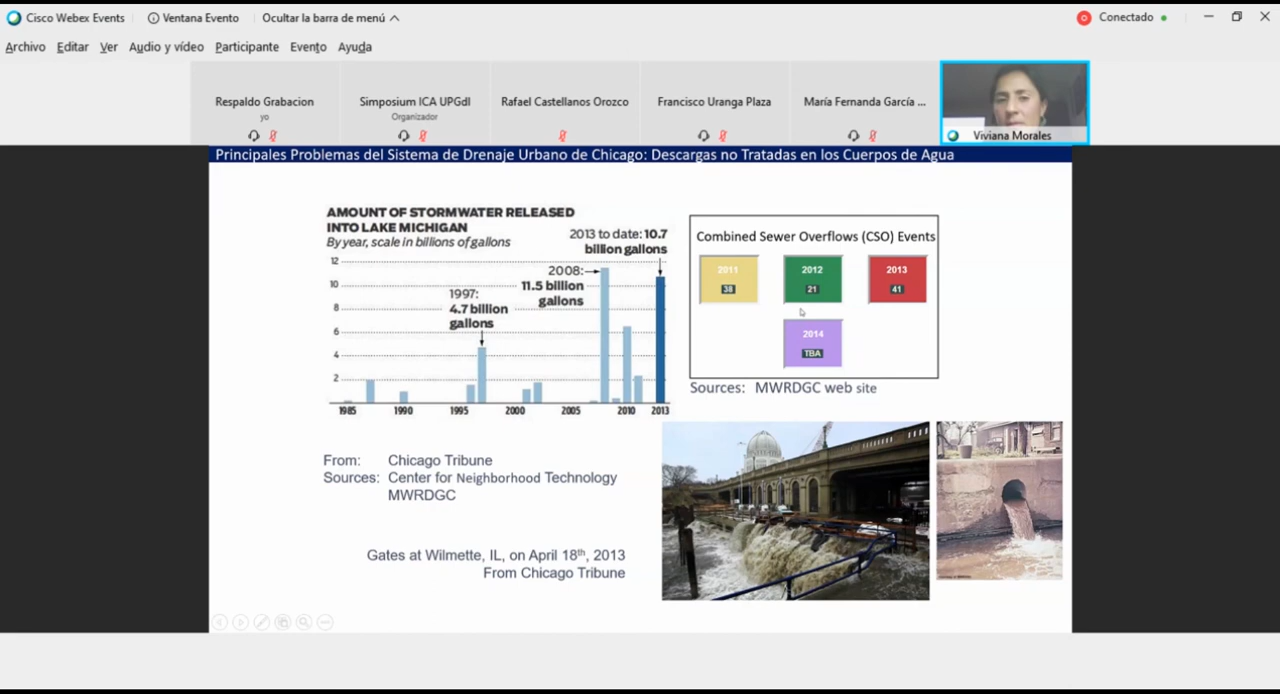 Cisco Webex Events
Ventana Evento
Ocultar la barra de menú
Conectado
Archivo Editar Ver Audio y vídeo Participante Evento Ayuda
Respaldo Grabacion
yo
Simposium ICA UPGdl
Organizador
Rafael Castellanos Orozco
Francisco Uranga Plaza
María Fernanda García ...
Viviana Morales
Principales Problemas del Sistema de Drenaje Urbano de Chicago: Descargas no Tratadas en los Cuerpos de Agua
AMOUNT OF STORMWATER RELEASED
INTO LAKE MICHIGAN
By year, scale in billions of gallons
2013 to date: 10.7
billion gallons
2008:
11.5 billion
gallons
1997:
4.7 billion
gallons
12
10
8
6
4
2
1985 1990 1995 2000 2005 2010 2013
Combined Sewer Overflows (CSO) Events
2011
38
2012
21
2013
41
2014
TBA
Sources: MWRDGC web site
From: Chicago Tribune
Sources: Center for Neighborhood Technology
MWRDGC
Gates at Wilmette, IL, on April 18th, 2013
From Chicago Tribune